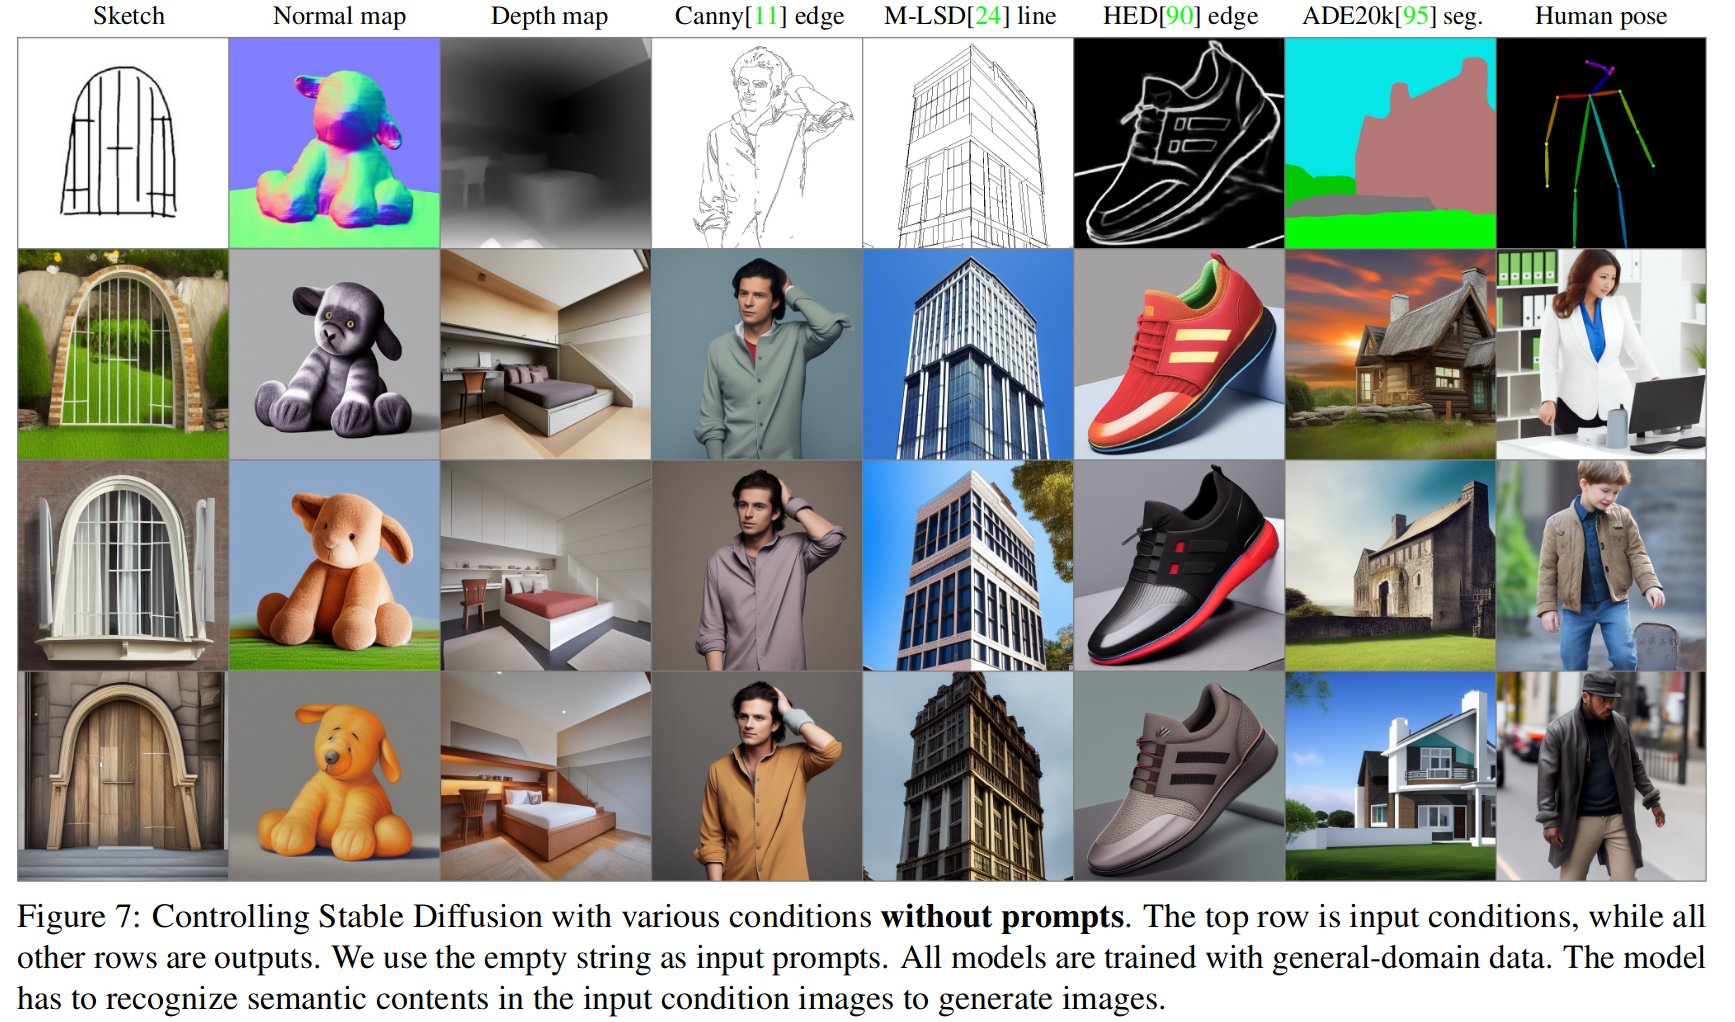 Sketch
Normal map
Depth map
Canny[11] edge
M-LSD[24] line
HED[90] edge
ADE20k[95] seg.
Human pose
Figure 7: Controlling Stable Diffusion with various conditions without prompts. The top row is input conditions, while all
other rows are outputs. We use the empty string as input prompts. All models are trained with general-domain data. The model
has to recognize semantic contents in the input condition images to generate images.